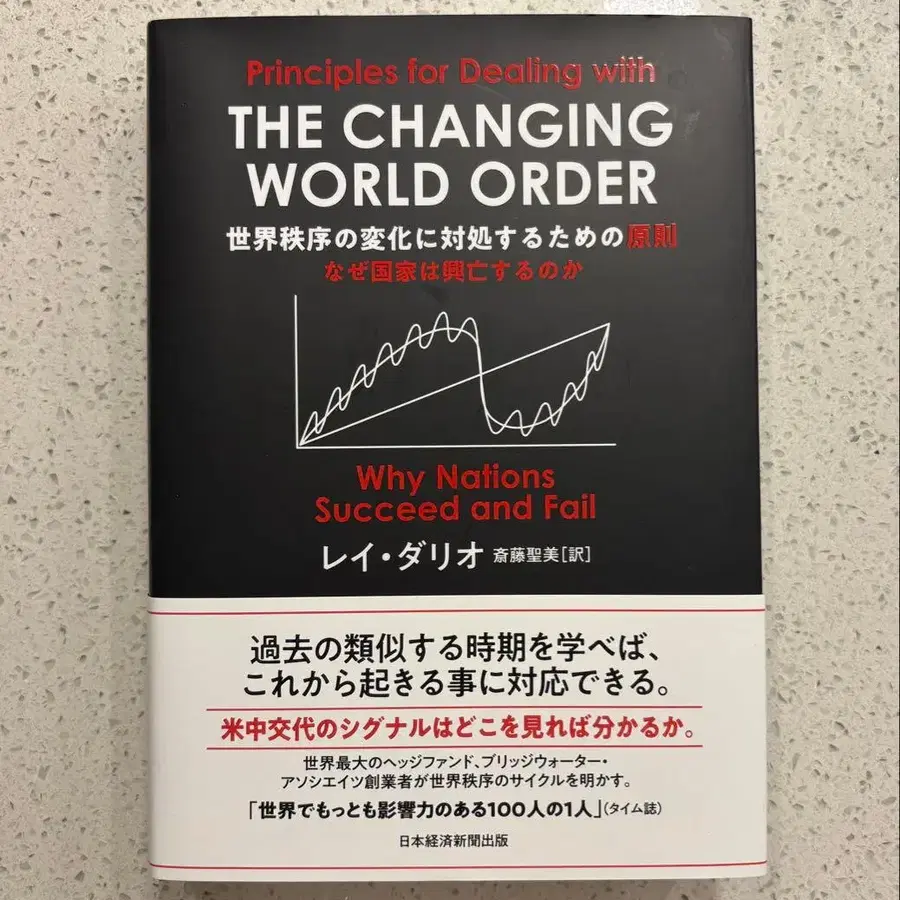 Principles for Dealing with
THE CHANGING
WORLD ORDER
世界秩序の変化に対処するための原則
なぜ国家は興亡するのか
Why Nations
Succeed and Fail
レイ・ダリオ 斎藤聖美[訳]
過去の類似する時期を学べば、
これから起きる事に対応できる。
米中交代のシグナルはどこを見れば分かるか。
世界最大のヘッジファンド、ブリッジウォーター・
アソシエイツ創業者が世界秩序のサイクルを明かす。
「世界でもっとも影響力のある100人の1人」(タイム誌)
日本経済新聞出版